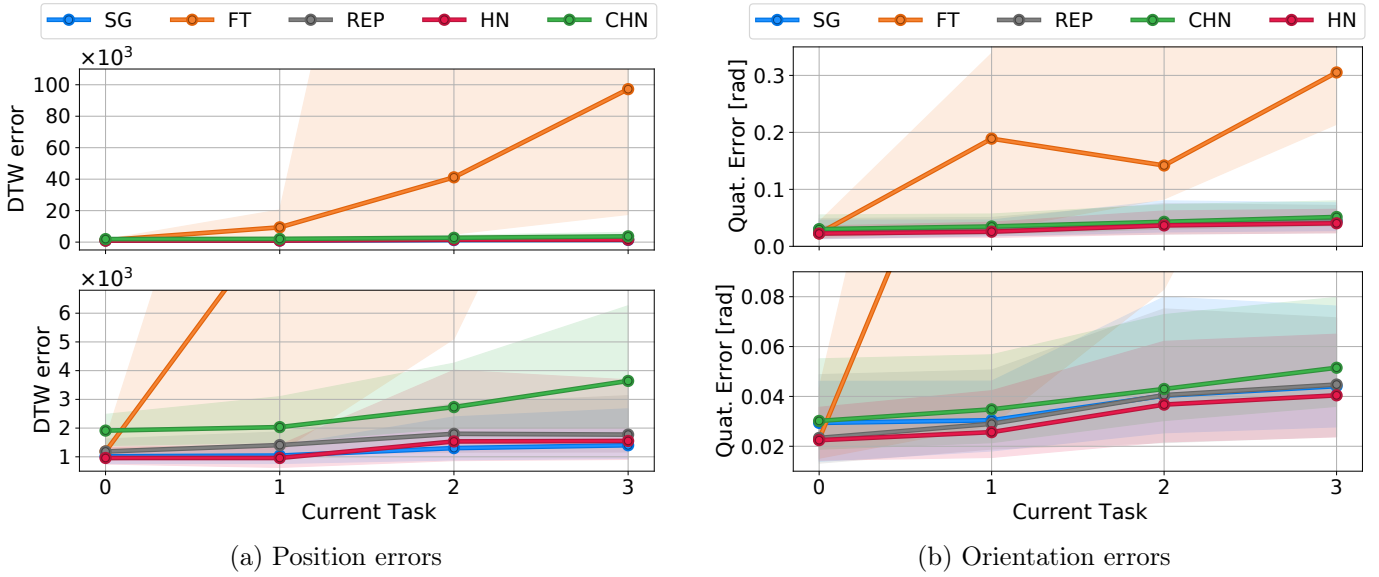 SG FT REP HN CHN
×10³
DTW error
100
80
60
40
20
0
×10³
DTW error
6
5
4
3
2
1
0 1 2 3
Current Task
(a) Position errors
SG FT REP CHN HN
Quat. Error [rad]
0.3
0.2
0.1
0.0
Quat. Error [rad]
0.08
0.06
0.04
0.02
0 1 2 3
Current Task
(b) Orientation errors